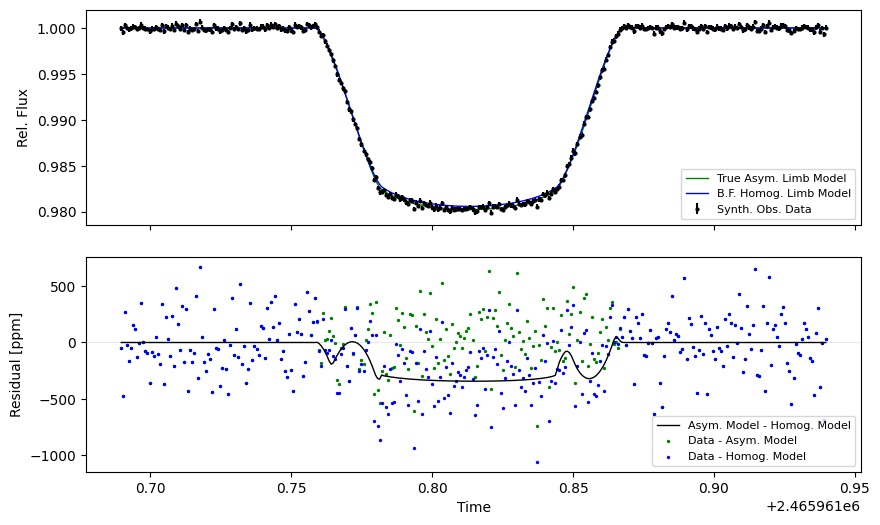 1.000
0.995
0.990
0.985
0.980
Rel. Flux
True Asym. Limb Model
B.F. Homog. Limb Model
Synth. Obs. Data
500
0
−500
−1000
Residual [ppm]
Asym. Model - Homog. Model
Data - Asym. Model
Data - Homog. Model
0.70 0.75 0.80 0.85 0.90 0.95
Time
+2.465961e6